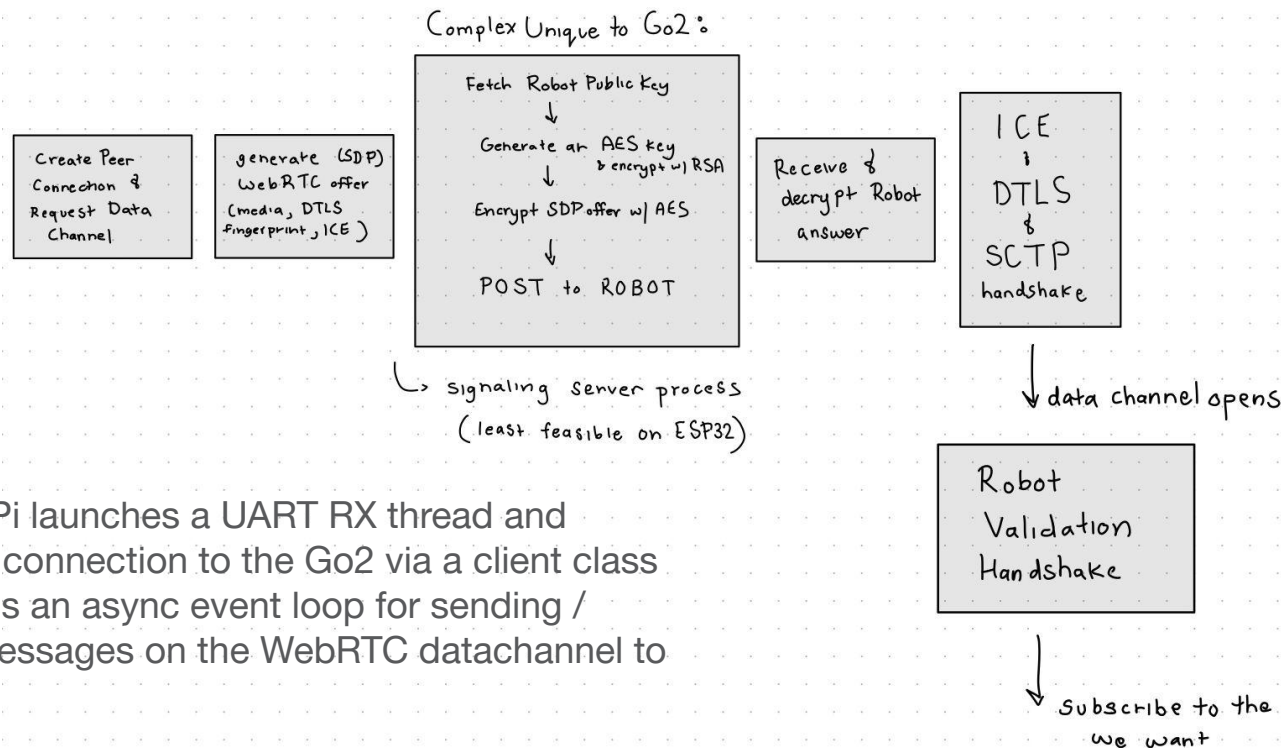 Complex Unique to Go2:
Create Peer
Connection &
Request Data
Channel
generate (SDP)
WebRTC offer
(media, DTLS
fingerprint, ICE)
Fetch Robot Public Key
↓
Generate an AES key
& encrypt w/ RSA
↓
Encrypt SDP offer w/ AES
↓
POST to ROBOT
Receive &
decrypt Robot
answer
ICE
&
DTLS
&
SCTP
handshake
signaling server process
(least feasible on ESP32)
data channel opens
Robot
Validation
Handshake
subscribe to the
we want
Pi launches a UART RX thread and
connection to the Go2 via a client class
s an async event loop for sending /
essages on the WebRTC datachannel to